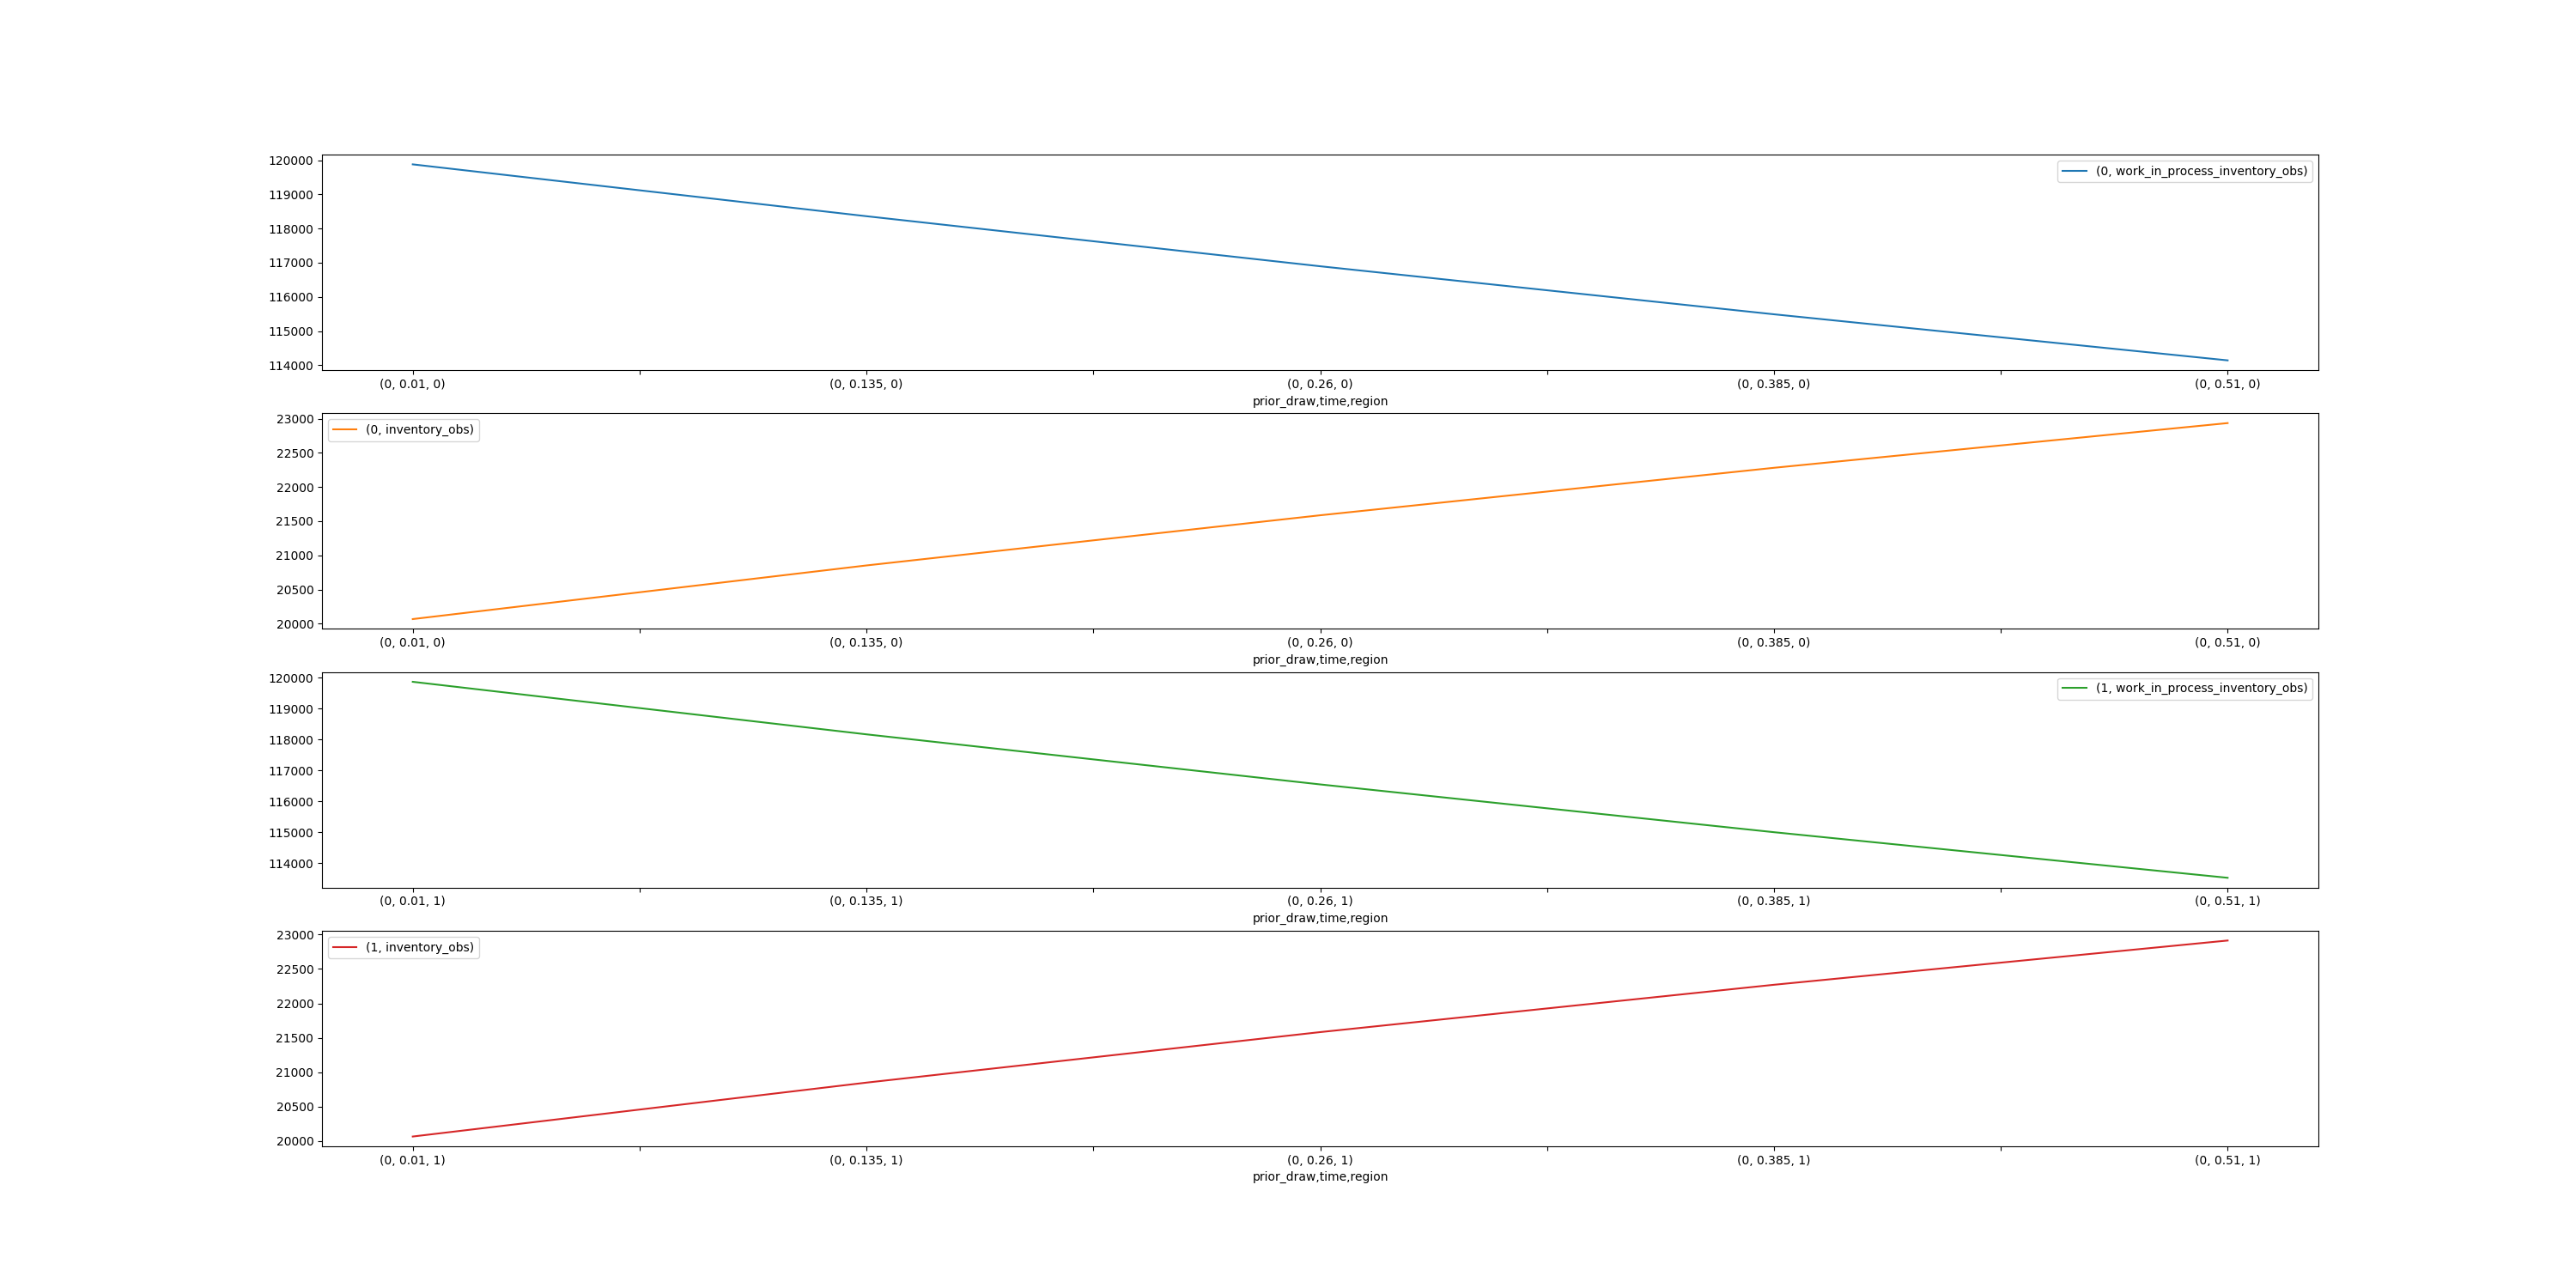 120000
119000
118000
117000
116000
115000
114000
(0, work_in_process_inventory_obs)
(0, 0.01, 0) (0, 0.135, 0) (0, 0.26, 0) (0, 0.385, 0) (0, 0.51, 0)
prior_draw,time,region
23000
22500
22000
21500
21000
20500
20000
(0, inventory_obs)
(0, 0.01, 0) (0, 0.135, 0) (0, 0.26, 0) (0, 0.385, 0) (0, 0.51, 0)
prior_draw,time,region
120000
119000
118000
117000
116000
115000
114000
(1, work_in_process_inventory_obs)
(0, 0.01, 1) (0, 0.135, 1) (0, 0.26, 1) (0, 0.385, 1) (0, 0.51, 1)
prior_draw,time,region
23000
22500
22000
21500
21000
20500
20000
(1, inventory_obs)
(0, 0.01, 1) (0, 0.135, 1) (0, 0.26, 1) (0, 0.385, 1) (0, 0.51, 1)
prior_draw,time,region